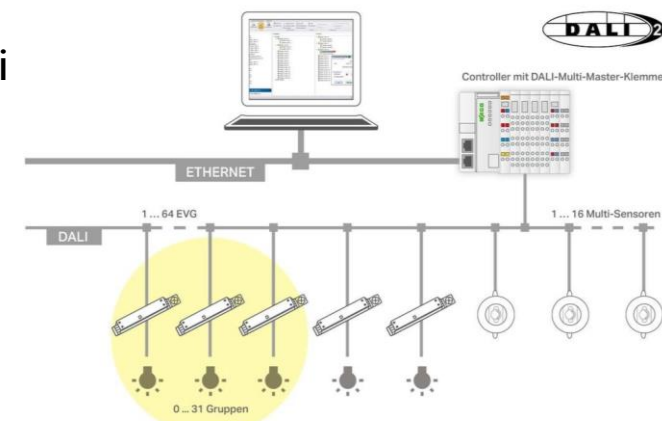 i
DALI 2
Controller mit DALI-Multi-Master-Klemme
WAGO
ETHERNET
1 ... 64 EVG
1 ... 16 Multi-Sensoren
DALI
0 ... 31 Gruppen